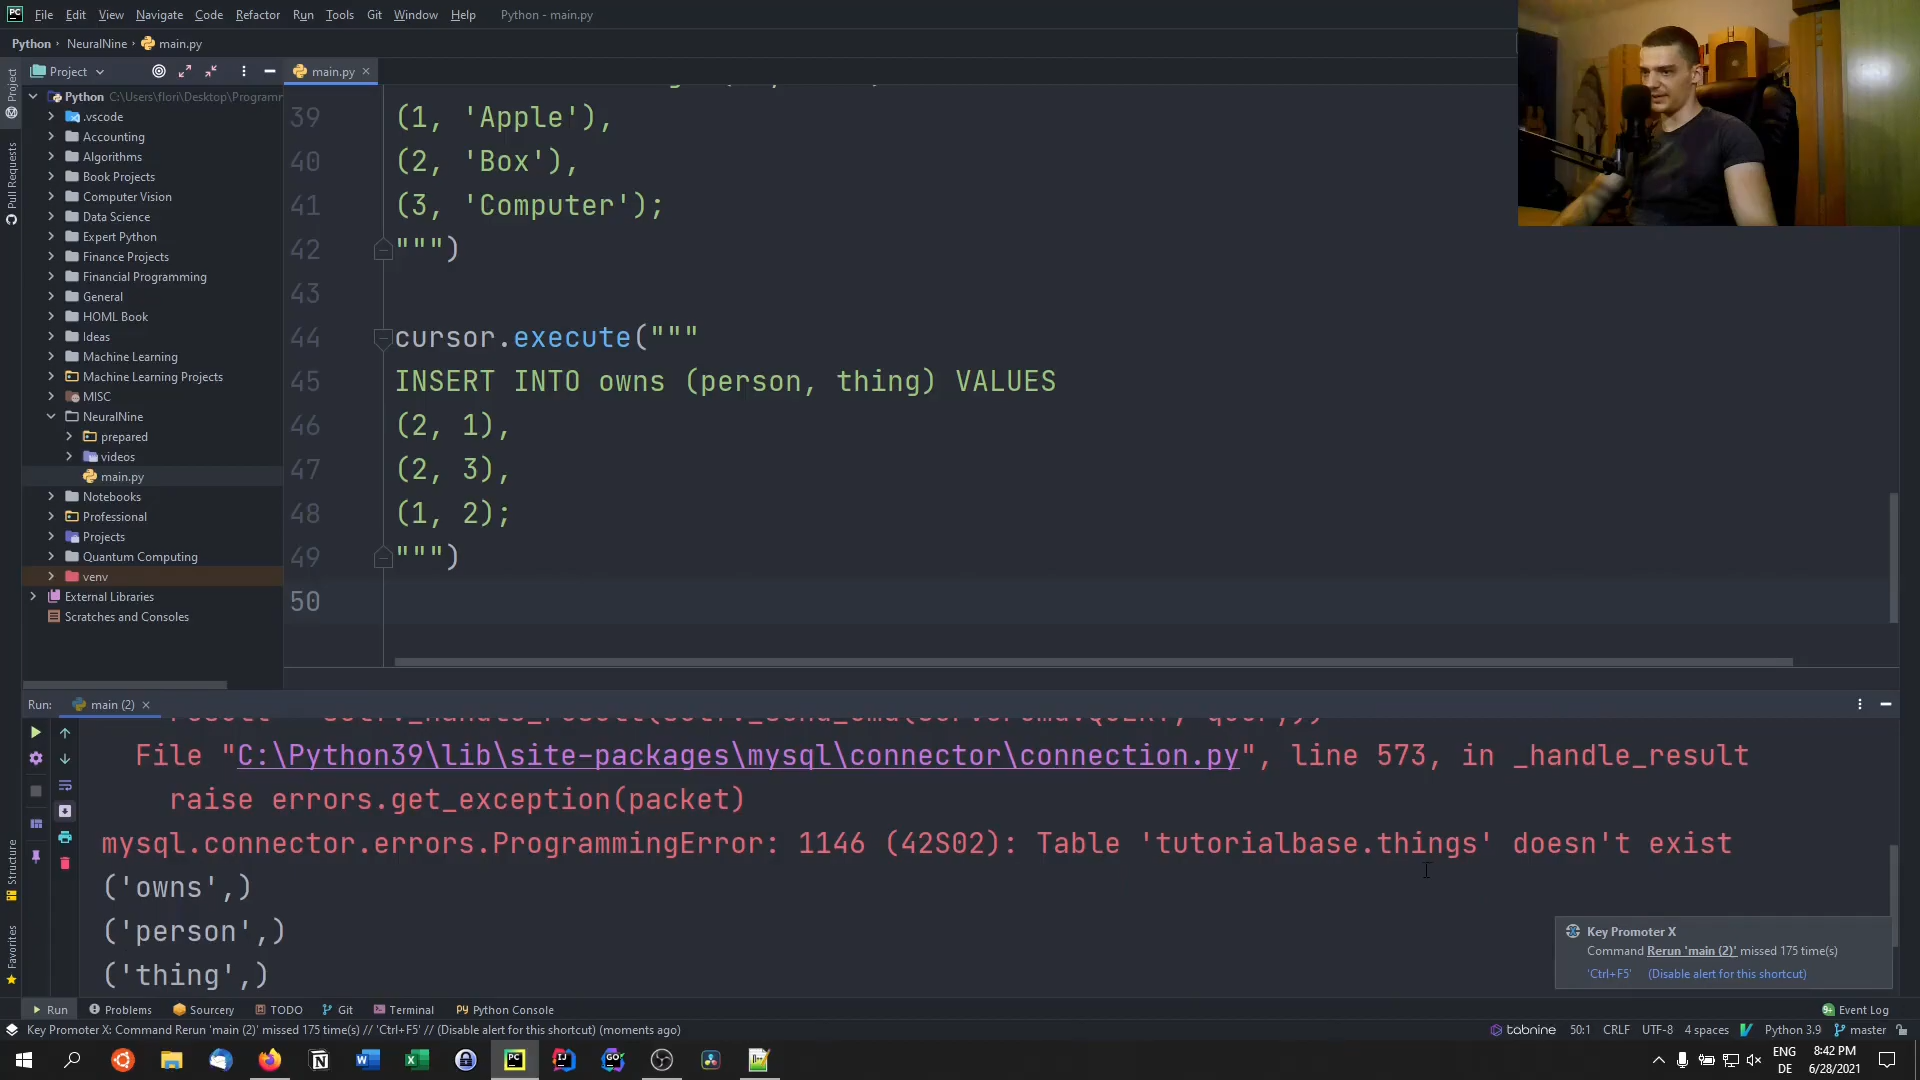 File Edit View Navigate Code Refactor Run Tools Git Window Help Python - main.py
Python NeuralNine main.py
Project main.py
Python C:\Users\flori\Desktop\Programm
.vscode
Accounting
Algorithms
Book Projects
Computer Vision
Data Science
Expert Python
Finance Projects
Financial Programming
General
HOML Book
Ideas
Machine Learning
Machine Learning Projects
MISC
NeuralNine
prepared
videos
main.py
Notebooks
Professional
Projects
Quantum Computing
venv
External Libraries
Scratches and Consoles
Project
Pull Requests
Structure
Favorites
39 (1, 'Apple'),
40 (2, 'Box'),
41 (3, 'Computer');
42 """)
43
44 cursor.execute("""
45 INSERT INTO owns (person, thing) VALUES
46 (2, 1),
47 (2, 3),
48 (1, 2);
49 """)
50
Run: main (2)
File "C:\Python39\lib\site-packages\mysql\connector\connection.py", line 573, in _handle_result
raise errors.get_exception(packet)
mysql.connector.errors.ProgrammingError: 1146 (42S02): Table 'tutorialbase.things' doesn't exist
('owns',)
('person',)
('thing',)
Key Promoter X
Command Rerun 'main (2)' missed 175 time(s)
'Ctrl+F5' (Disable alert for this shortcut)
Run Problems Sourcery TODO Git Terminal Python Console Event Log
Key Promoter X: Command Rerun 'main (2)' missed 175 time(s) // 'Ctrl+F5' // (Disable alert for this shortcut) (moments ago) tabnine 50:1 CRLF UTF-8 4 spaces Python 3.9 master
ENG 8:42 PM
DE 6/28/2021